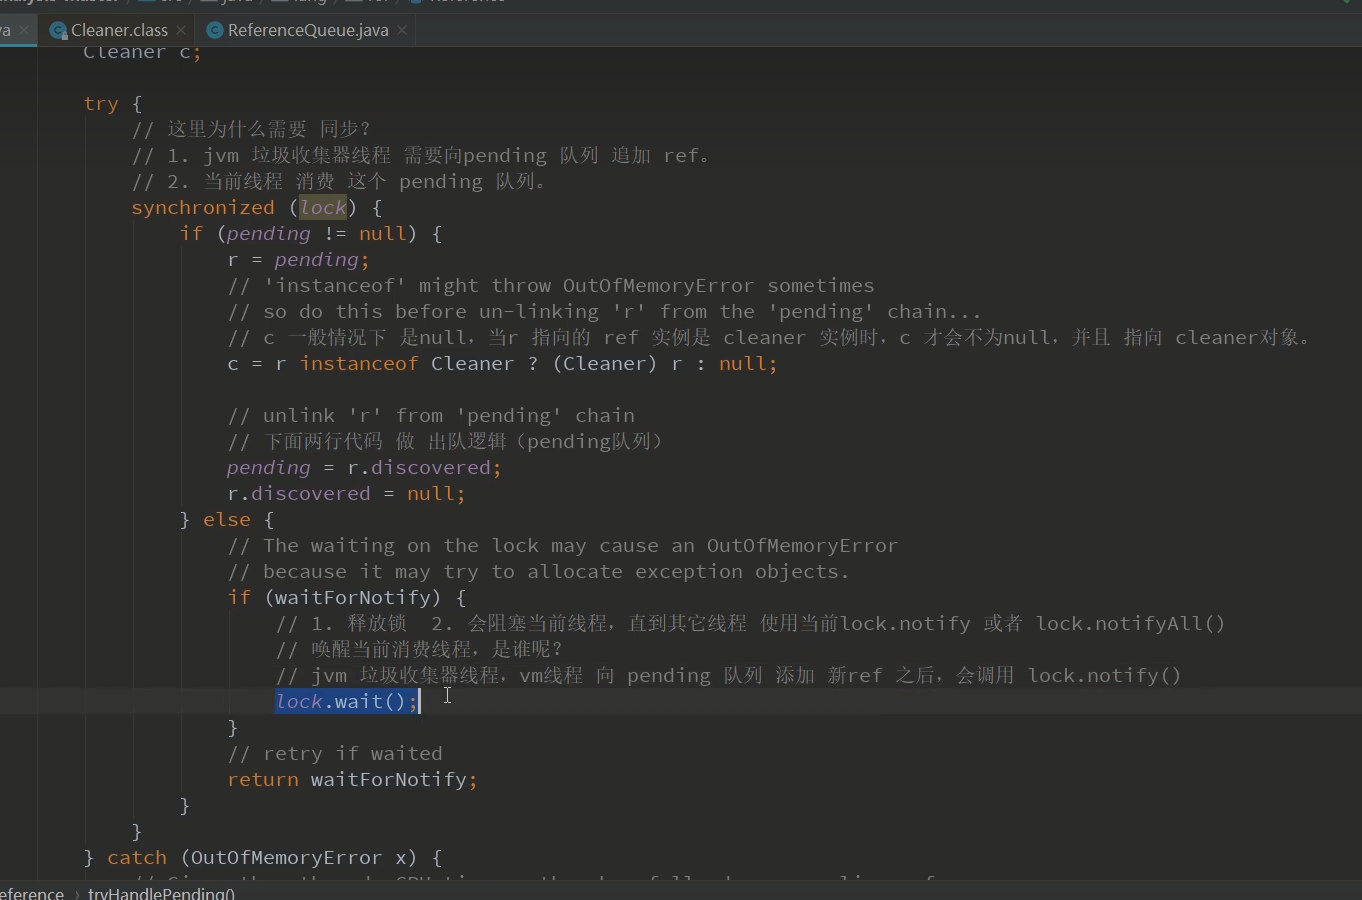 Cleaner.class ReferenceQueue.java
Cleaner c;
try {
// 这里为什么需要 同步?
// 1. jvm 垃圾收集器线程 需要向pending 队列 追加 ref。
// 2. 当前线程 消费 这个 pending 队列。
synchronized (lock) {
if (pending != null) {
r = pending;
// 'instanceof' might throw OutOfMemoryError sometimes
// so do this before un-linking 'r' from the 'pending' chain...
// c 一般情况下 是null，当r 指向的 ref 实例是 cleaner 实例时，c 才会不为null，并且 指向 cleaner对象。
c = r instanceof Cleaner ? (Cleaner) r : null;
// unlink 'r' from 'pending' chain
// 下面两行代码 做 出队逻辑（pending队列）
pending = r.discovered;
r.discovered = null;
} else {
// The waiting on the lock may cause an OutOfMemoryError
// because it may try to allocate exception objects.
if (waitForNotify) {
// 1. 释放锁  2. 会阻塞当前线程，直到其它线程 使用当前lock.notify 或者 lock.notifyAll()
// 唤醒当前消费线程，是谁呢?
// jvm 垃圾收集器线程，vm线程 向 pending 队列 添加 新ref 之后，会调用 lock.notify()
lock.wait();
}
// retry if waited
return waitForNotify;
}
}
} catch (OutOfMemoryError x) {
eference › tryHandlePending()